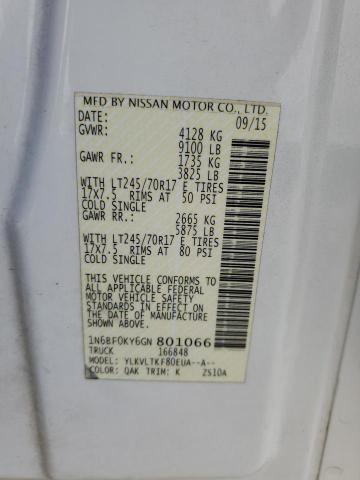 MFD BY NISSAN MOTOR CO., LTD.
DATE: 09/15
GVWR: 4128 KG
9100 LB
GAWR FR.: 1735 KG
3825 LB
WITH LT245/70R17 E TIRES
17X7.5 RIMS AT 50 PSI
COLD SINGLE
GAWR RR.: 2665 KG
5875 LB
WITH LT245/70R17 E TIRES
17X7.5 RIMS AT 80 PSI
COLD SINGLE
THIS VEHICLE CONFORMS TO
ALL APPLICABLE FEDERAL
MOTOR VEHICLE SAFETY
STANDARDS IN EFFECT ON
THE DATE OF MANUFACTURE
SHOWN ABOVE.
1N6BF0KY6GN 801066
TRUCK 166848
MODEL: YLKVLTKF80EUA--A--
COLOR: QAK TRIM: K ZS10A